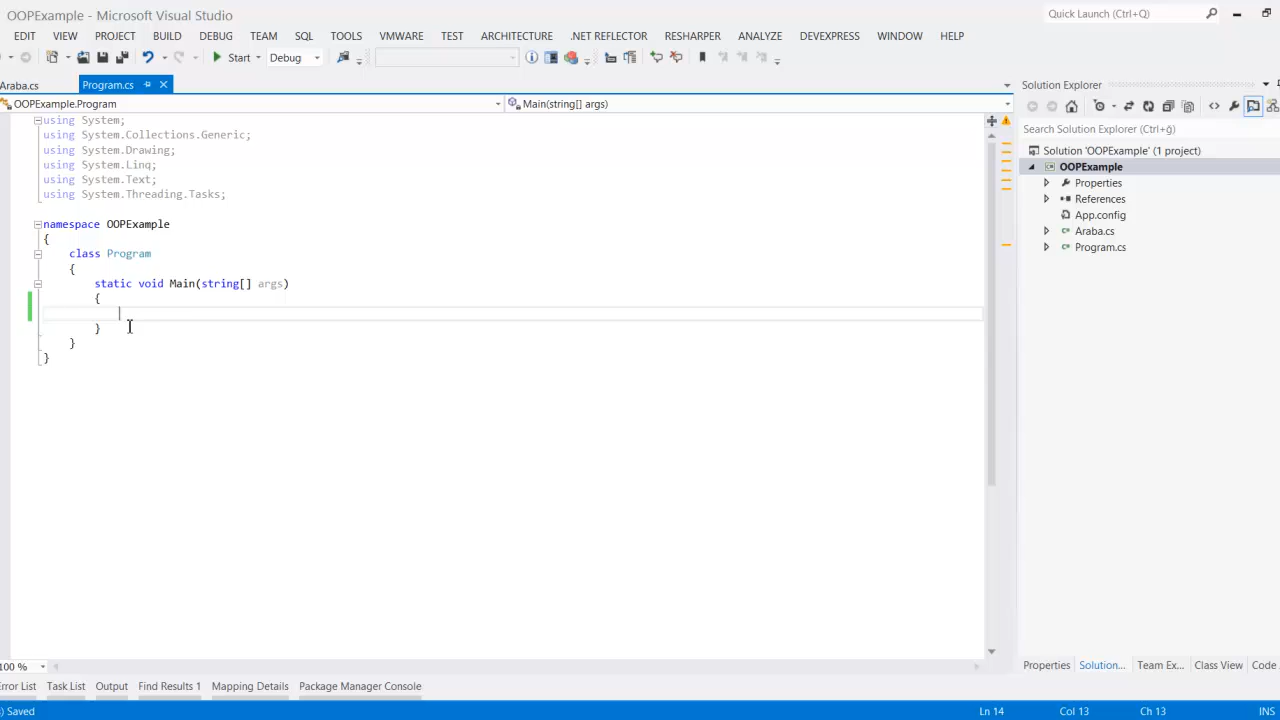 OOPExample - Microsoft Visual Studio
Quick Launch (Ctrl+Q)
EDIT VIEW PROJECT BUILD DEBUG TEAM SQL TOOLS VMWARE TEST ARCHITECTURE .NET REFLECTOR RESHARPER ANALYZE DEVEXPRESS WINDOW HELP
Start Debug
Araba.cs Program.cs
Solution Explorer
OOPExample.Program Main(string[] args)
Search Solution Explorer (Ctrl+ğ)
using System;
using System.Collections.Generic;
using System.Drawing;
using System.Linq;
using System.Text;
using System.Threading.Tasks;
namespace OOPExample
{
class Program
{
static void Main(string[] args)
{
}
}
}
Solution 'OOPExample' (1 project)
OOPExample
Properties
References
App.config
Araba.cs
Program.cs
100 %
Properties Solution... Team Ex... Class View Code
Error List Task List Output Find Results 1 Mapping Details Package Manager Console
) Saved Ln 14 Col 13 Ch 13 INS